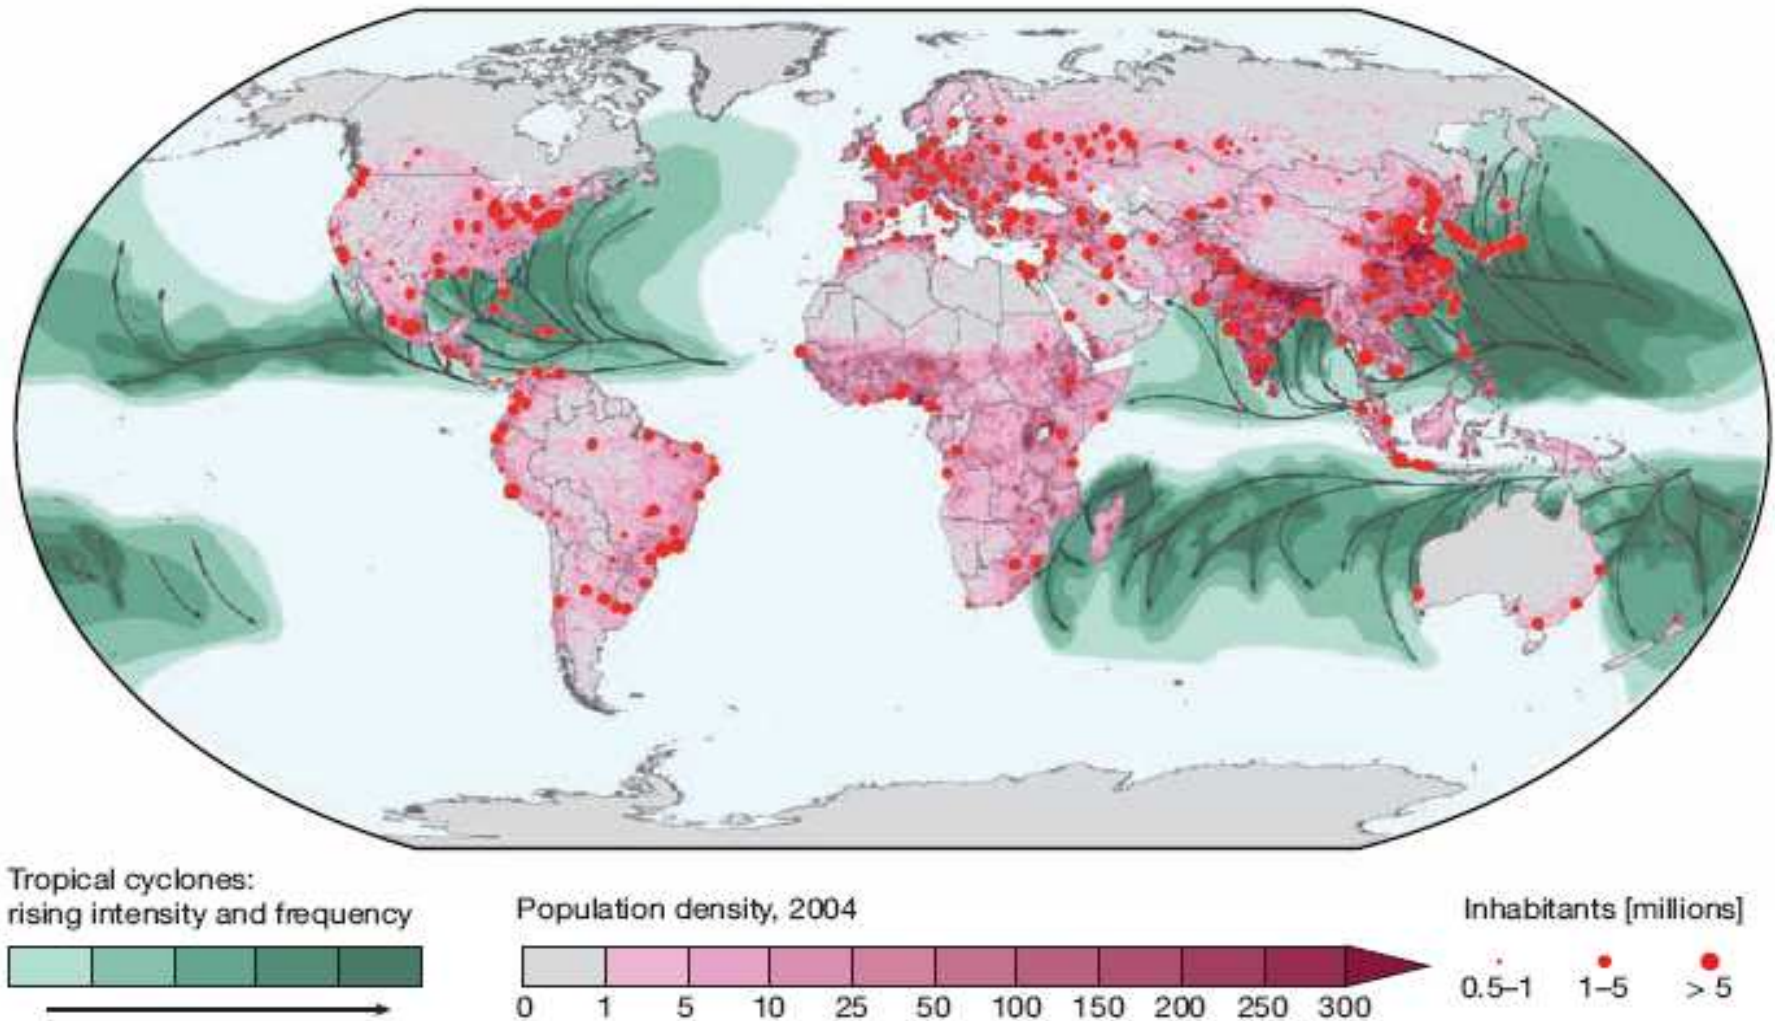 Tropical cyclones:
rising intensity and frequency
Population density, 2004
0 1 5 10 25 50 100 150 200 250 300
Inhabitants [millions]
0.5–1 1–5 > 5